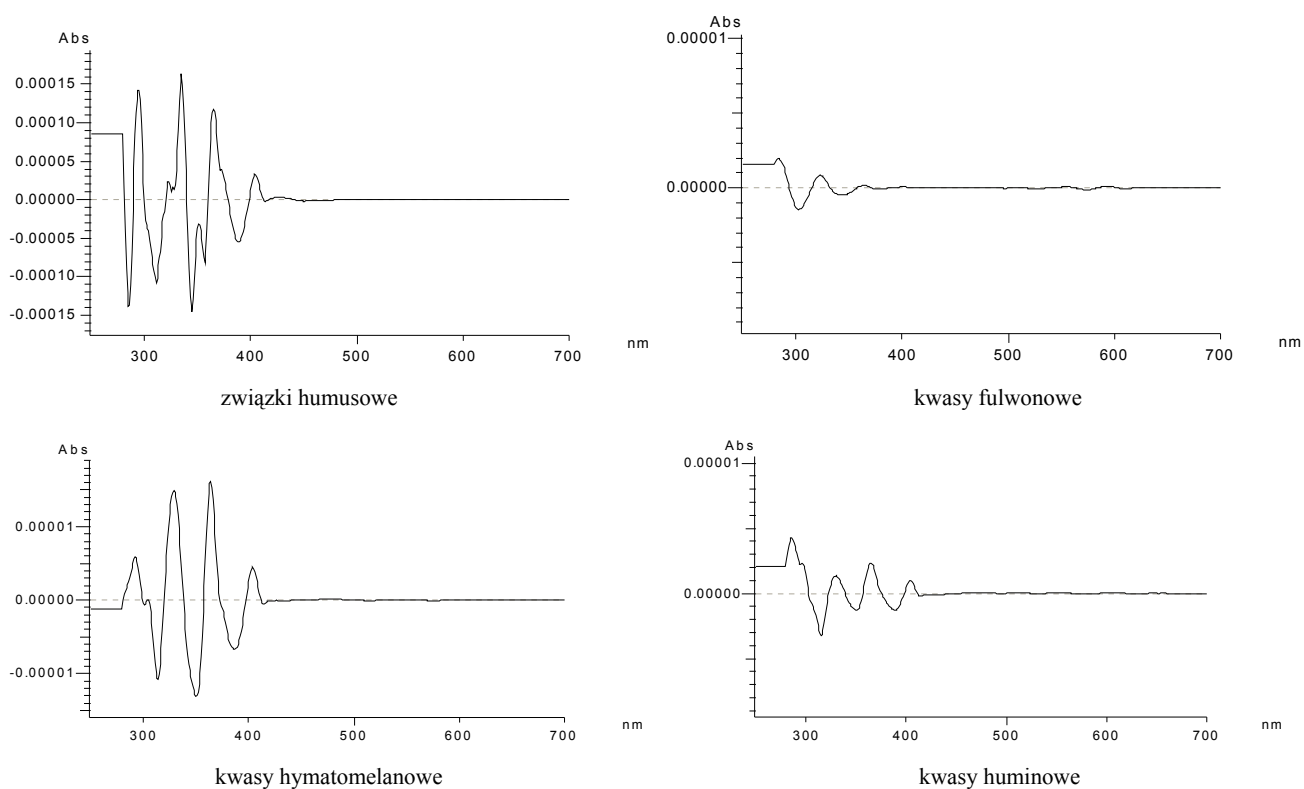 Abs
0.00015
0.00010
0.00005
0.00000
-0.00005
-0.00010
-0.00015
300 400 500 600 700 nm
związki humusowe
Abs
0.00001
0.00000
300 400 500 600 700 nm
kwasy fulwonowe
Abs
0.00001
0.00000
-0.00001
300 400 500 600 700 nm
kwasy hymatomelanowe
Abs
0.00001
0.00000
300 400 500 600 700 nm
kwasy huminowe